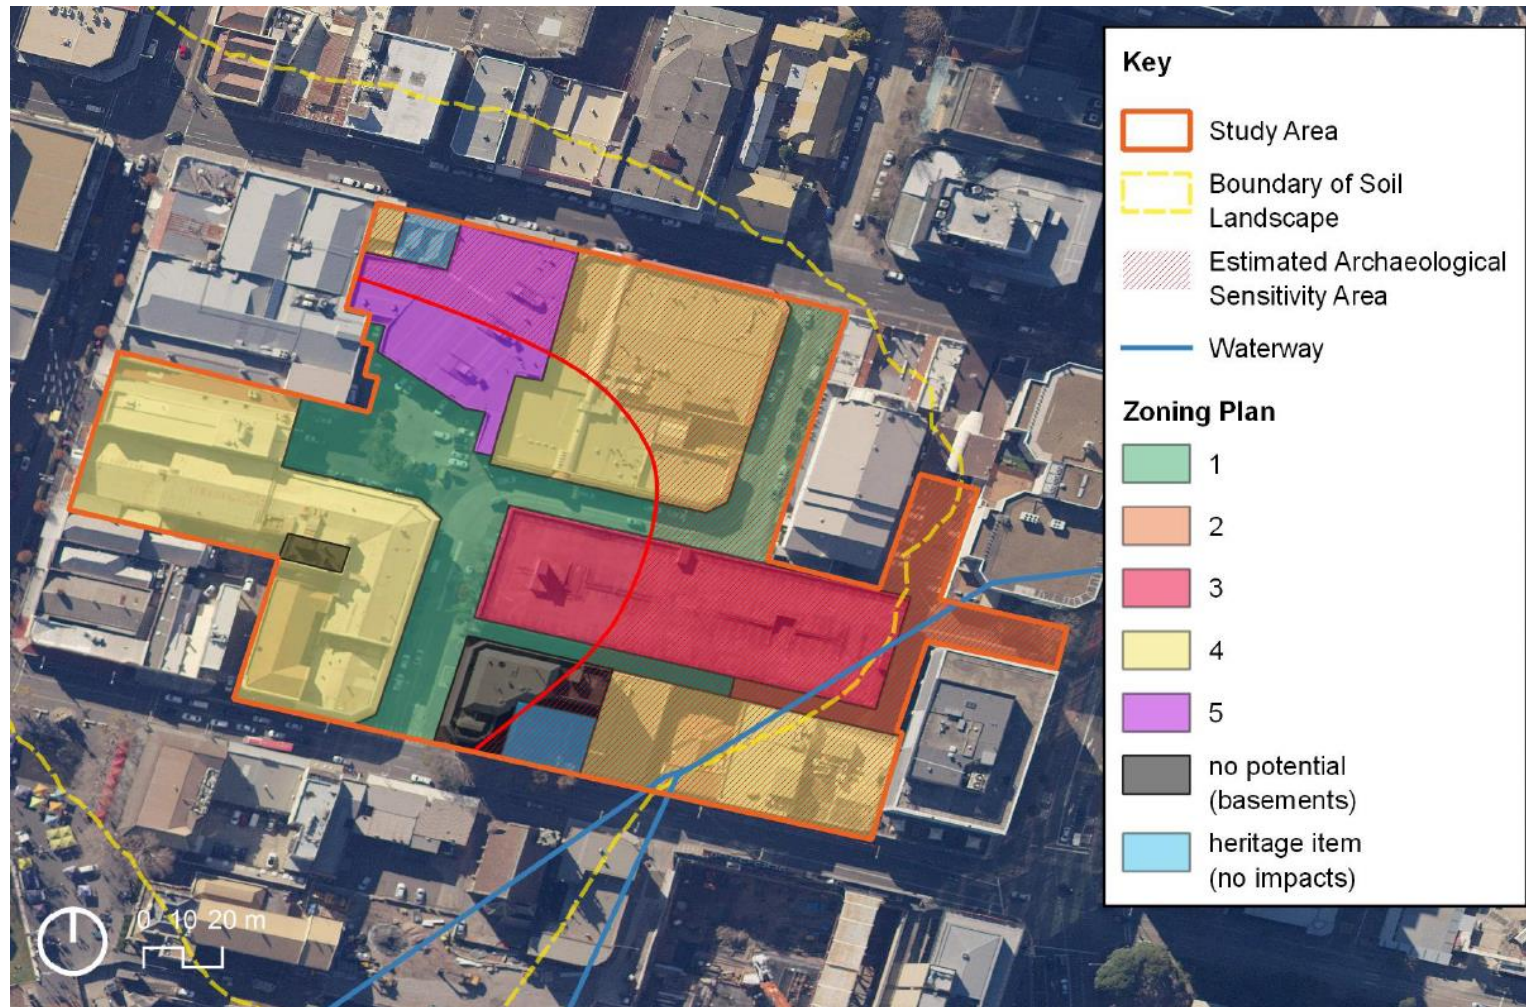 Key
Study Area
Boundary of Soil
Landscape
Estimated Archaeological
Sensitivity Area
Waterway
Zoning Plan
1
2
3
4
5
no potential
(basements)
heritage item
(no impacts)
0 10 20 m